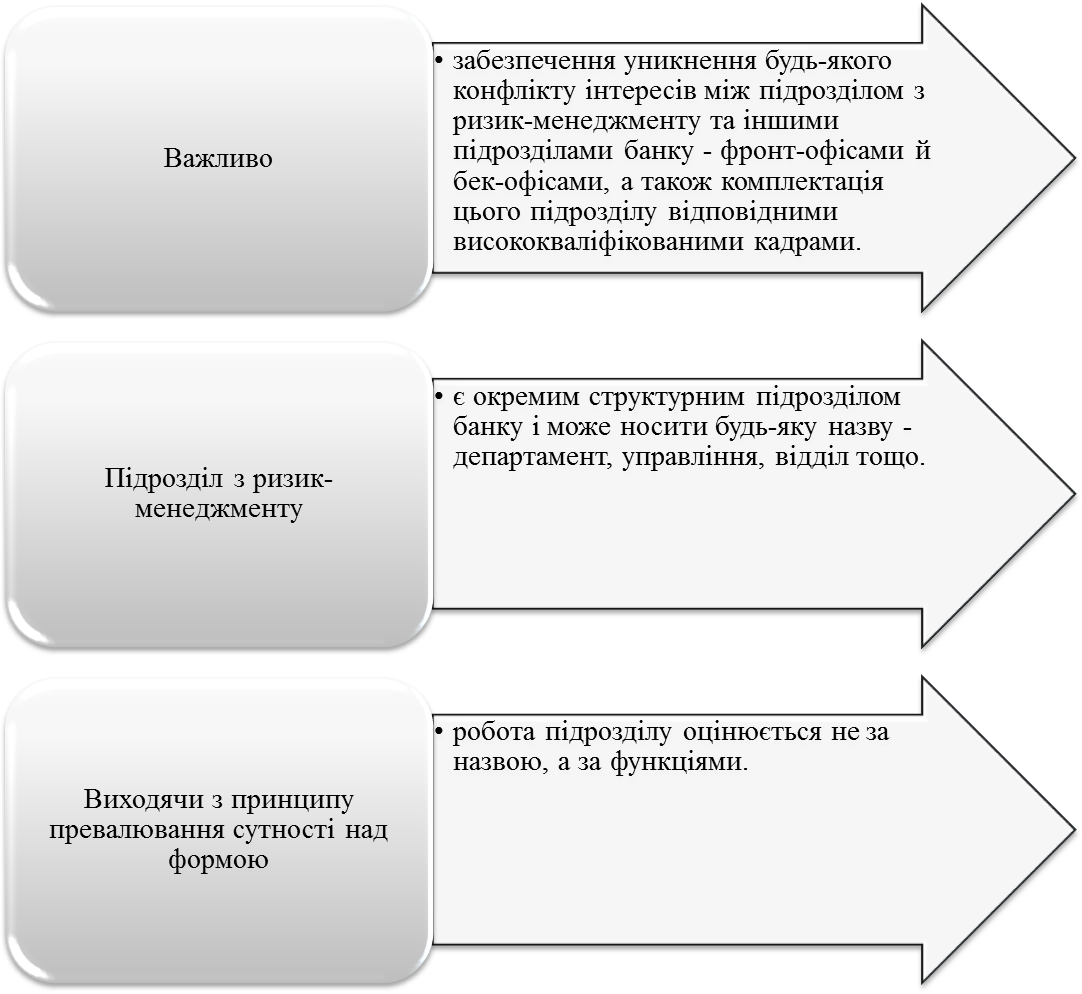 Важливо
• забезпечення уникнення будь-якого
конфлікту інтересів між підрозділом з
ризик-менеджменту та іншими
підрозділами банку - фронт-офісами й
бек-офісами, а також комплектація
цього підрозділу відповідними
висококваліфікованими кадрами.
Підрозділ з ризик-
менеджменту
• є окремим структурним підрозділом
банку і може носити будь-яку назву -
департамент, управління, відділ тощо.
Виходячи з принципу
превалювання сутності над
формою
• робота підрозділу оцінюється не за
назвою, а за функціями.